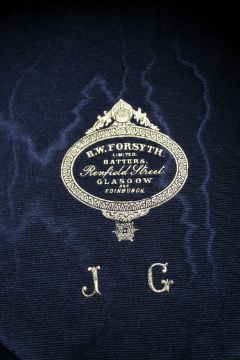 R.W. FORSYTH.
LIMITED.
HATTERS.
Renfield Street.
GLASGOW
AND
EDINBURGH.
J G